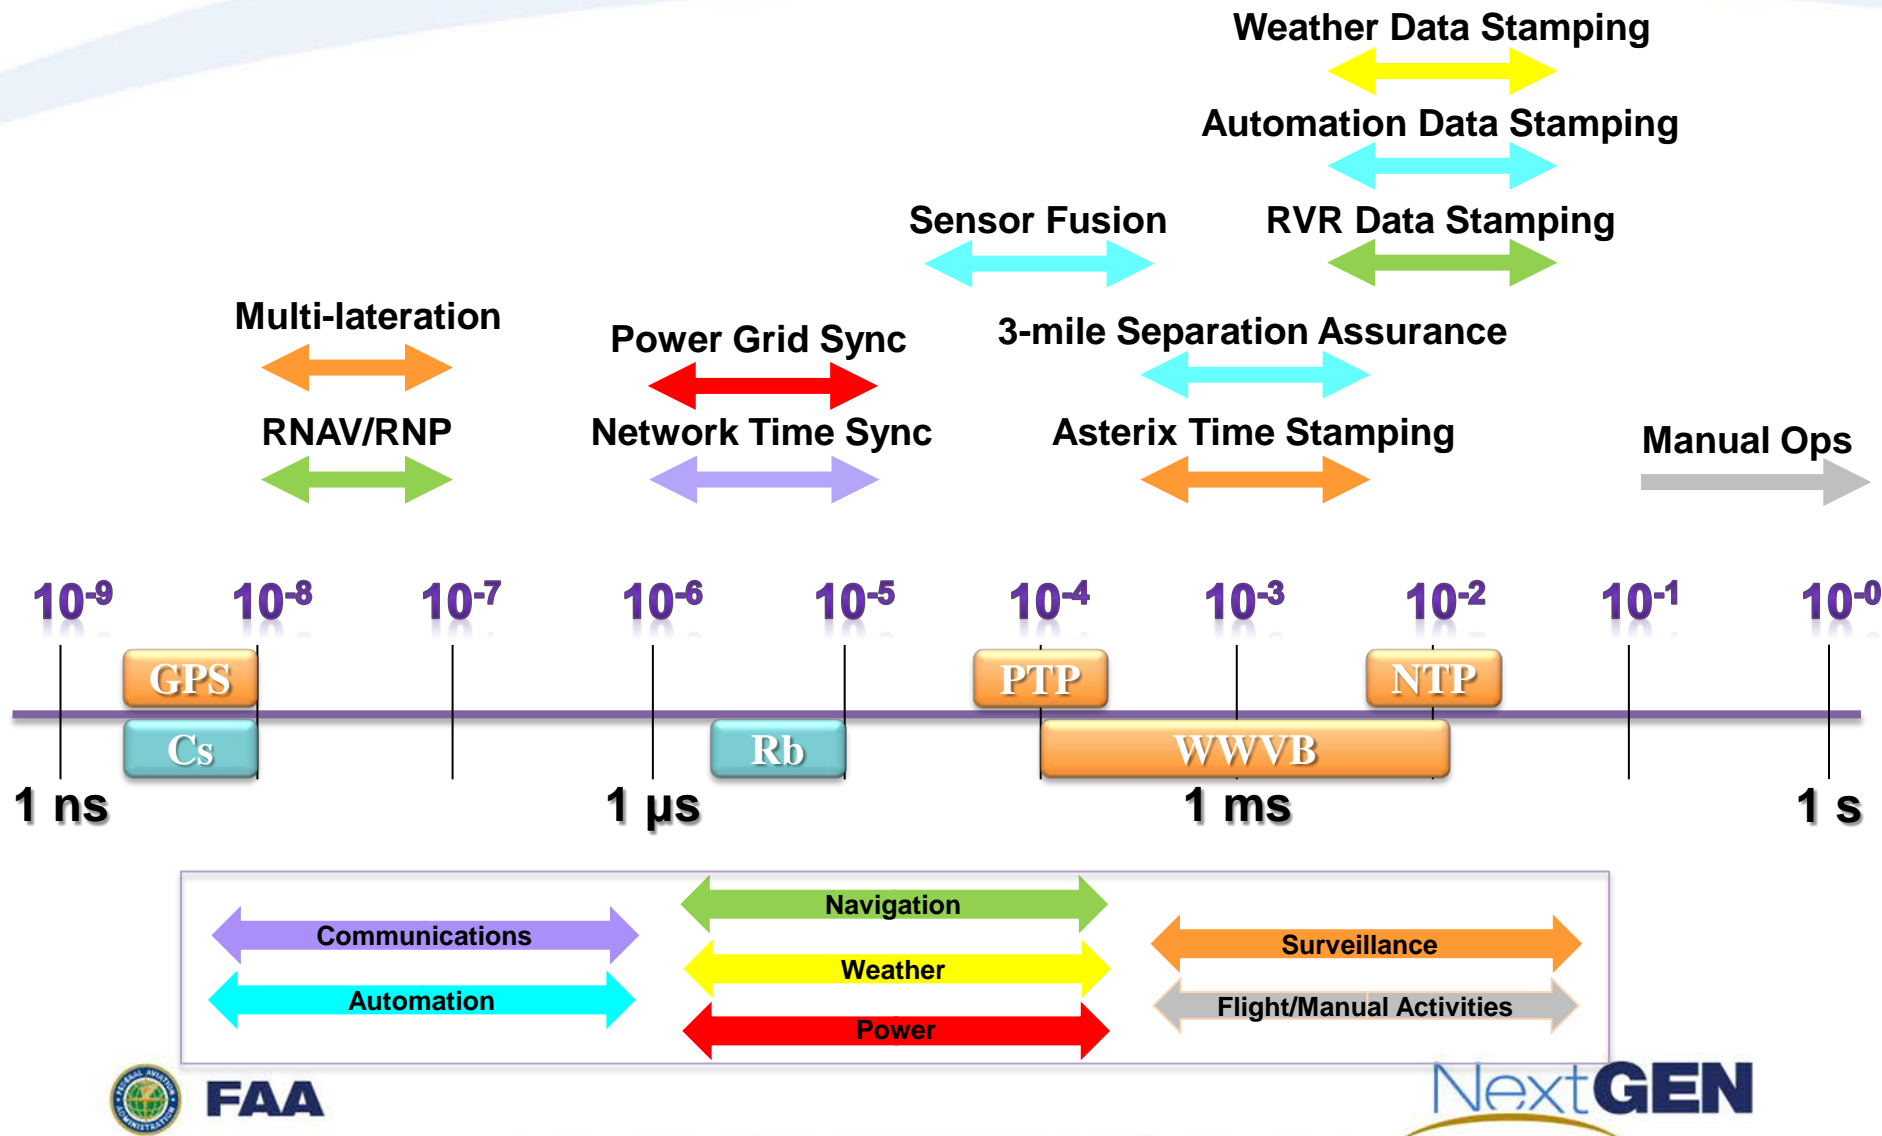 Weather Data Stamping
Automation Data Stamping
Sensor Fusion
RVR Data Stamping
Multi-lateration
Power Grid Sync
3-mile Separation Assurance
RNAV/RNP
Network Time Sync
Asterix Time Stamping
Manual Ops
10-9 10-8 10-7 10-6 10-5 10-4 10-3 10-2 10-1 10-0
GPS PTP NTP
Cs Rb WWVB
1 ns 1 µs 1 ms 1 s
Navigation
Communications
Surveillance
Weather
Automation
Flight/Manual Activities
Power
FEDERAL AVIATION
ADMINISTRATION
FAA
NextGEN